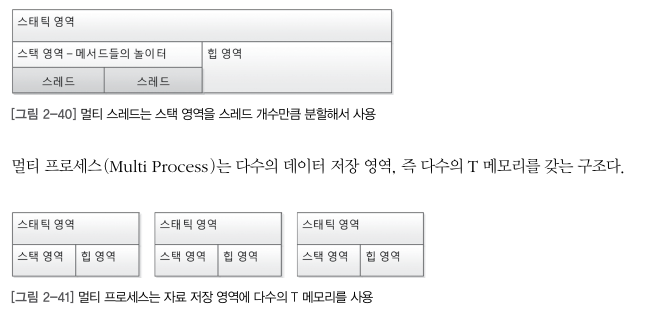 스태틱 영역
스택 영역 – 메서드들의 놀이터 힙 영역
스레드 스레드
[그림 2-40] 멀티 스레드는 스택 영역을 스레드 개수만큼 분할해서 사용
멀티 프로세스(Multi Process)는 다수의 데이터 저장 영역, 즉 다수의 T 메모리를 갖는 구조다.
스태틱 영역 스태틱 영역 스태틱 영역
스택 영역 힙 영역 스택 영역 힙 영역 스택 영역 힙 영역
[그림 2-41] 멀티 프로세스는 자료 저장 영역에 다수의 T 메모리를 사용